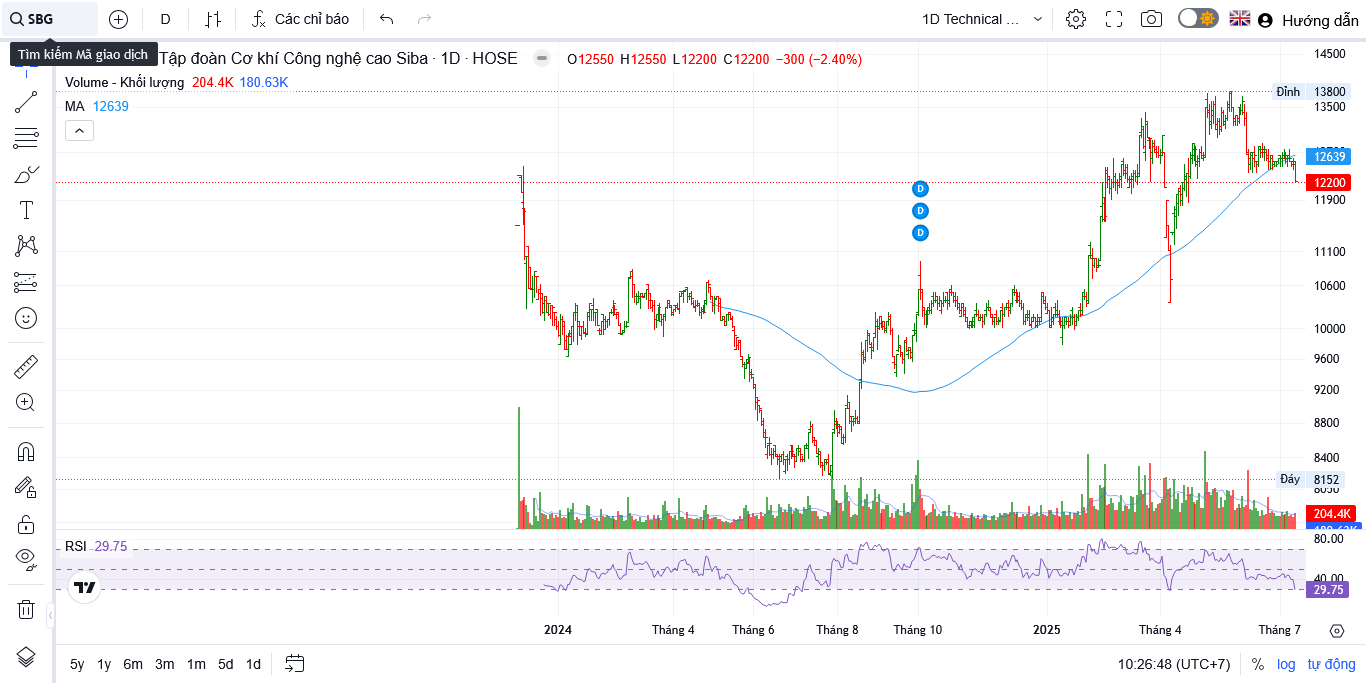 SBG
D
Các chỉ báo
1D Technical ...
Hướng dẫn
Tìm kiếm Mã giao dịch
Tập đoàn Cơ khí Công nghệ cao Siba · 1D · HOSE
O12550 H12550 L12200 C12200 −300 (−2.40%)
Volume - Khối lượng 204.4K 180.63K
MA 12639
14500
Đỉnh 13800
13500
12639
12200
11900
11100
10600
10000
9600
9200
8800
8400
Đáy 8152
204.4K
D
D
D
RSI 29.75
80.00
40.00
29.75
2024 Tháng 4 Tháng 6 Tháng 8 Tháng 10 2025 Tháng 4 Tháng 7
5y 1y 6m 3m 1m 5d 1d
10:26:48 (UTC+7) % log tự động